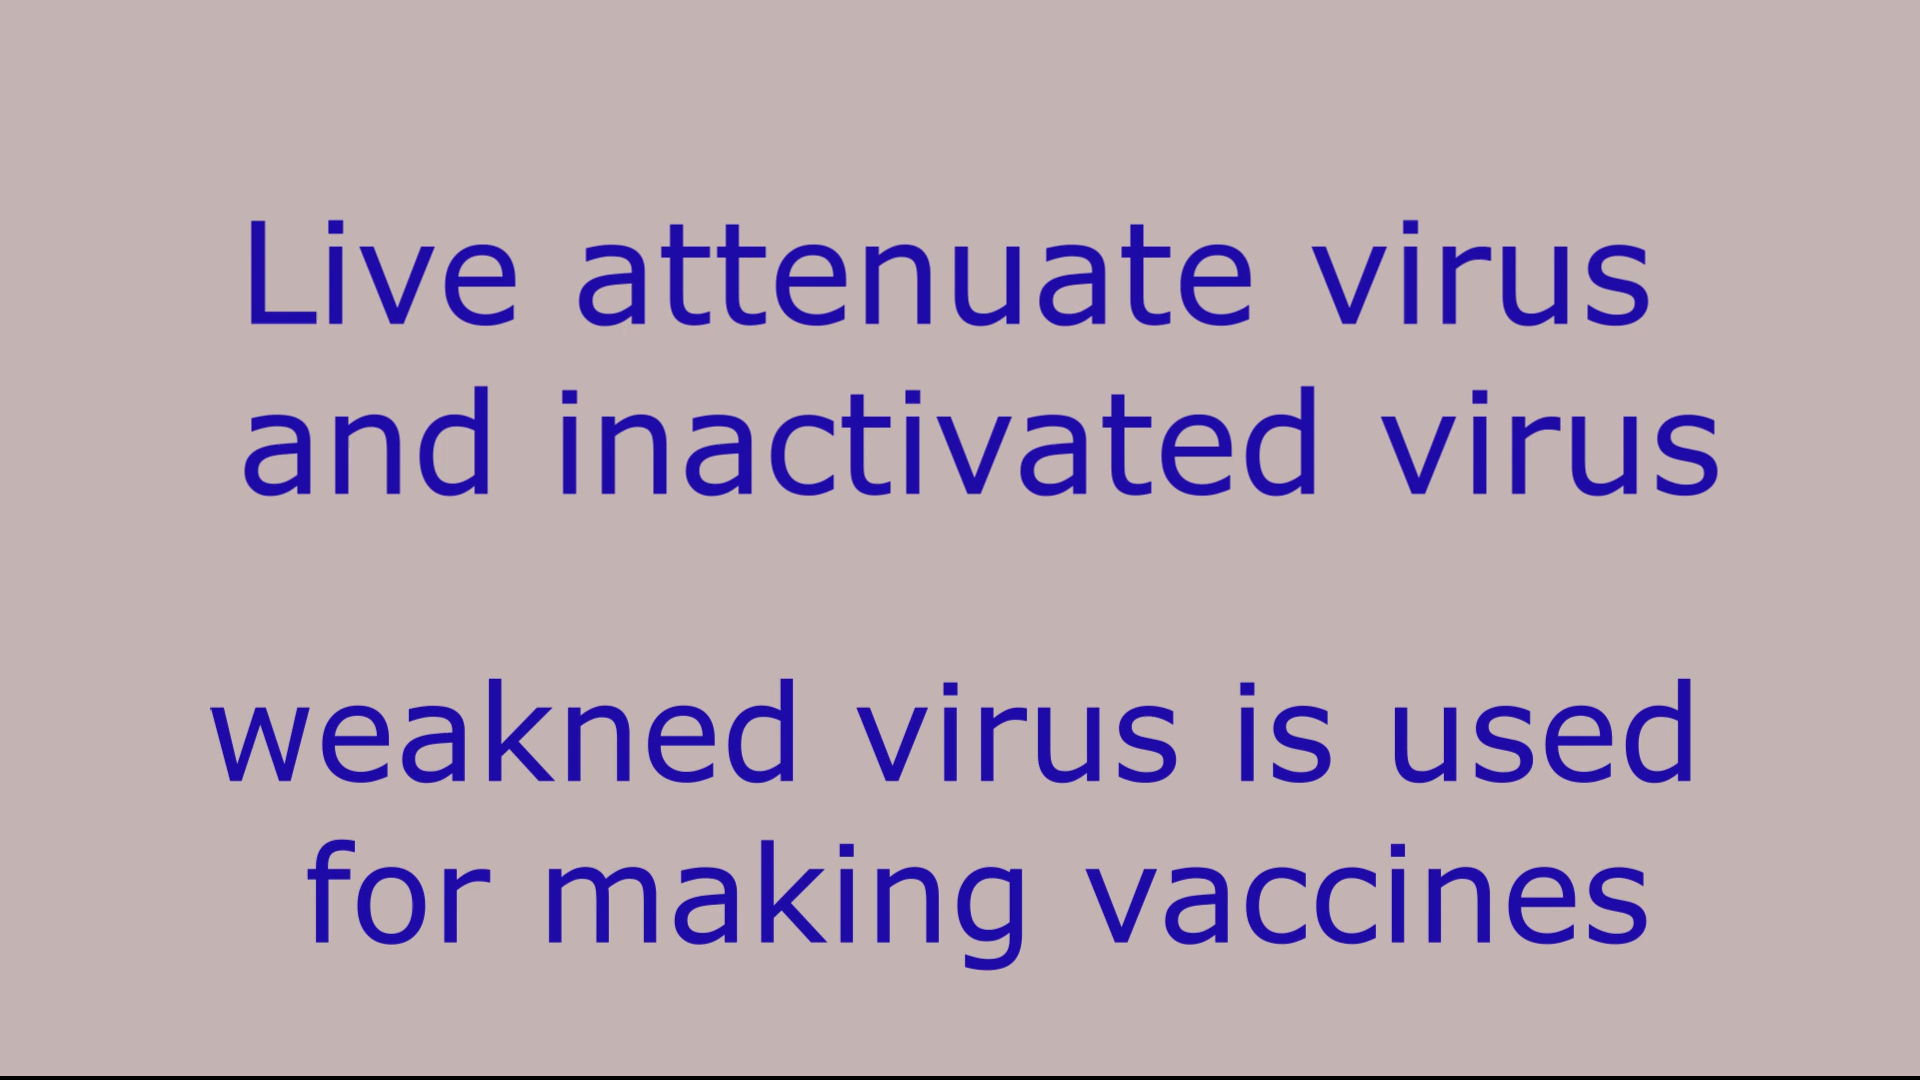 Live attenuate virus
and inactivated virus
weakned virus is used
for making vaccines